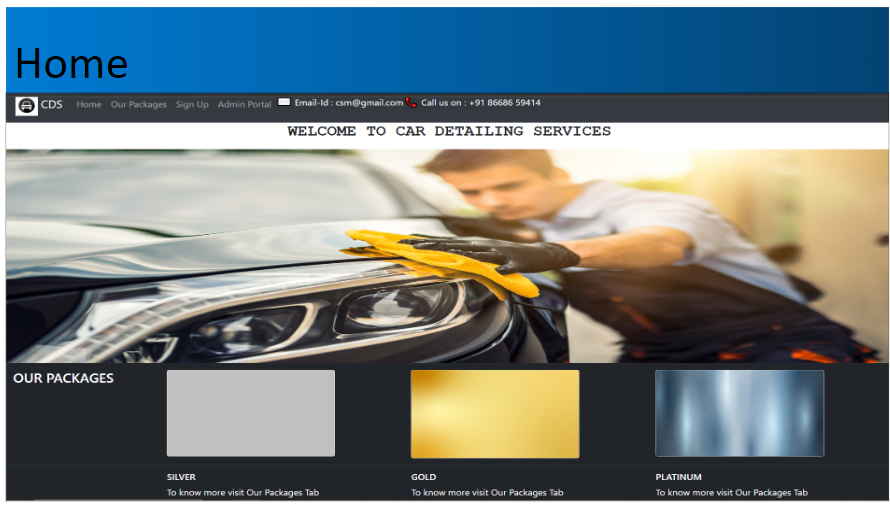 Home
CDS Home Our Packages Sign Up Admin Portal Email-Id : csm@gmail.com Call us on : +91 86686 59414
WELCOME TO CAR DETAILING SERVICES
OUR PACKAGES
SILVER GOLD PLATINUM
To know more visit Our Packages Tab To know more visit Our Packages Tab To know more visit Our Packages Tab